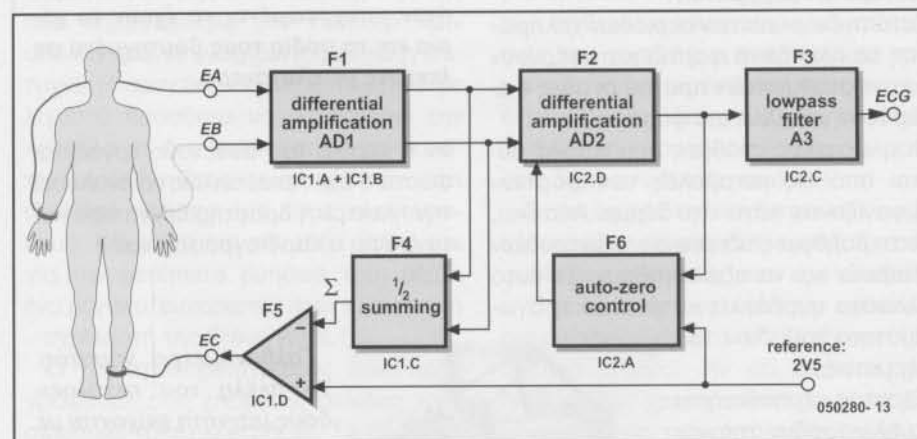 EA
EB
F1
differential
amplification
AD1
IC1.A + IC1.B
F2
differential
amplification
AD2
IC2.D
F3
lowpass
filter
A3
IC2.C
ECG
F4
1/2
summing
IC1.C
Σ
F5
−
+
IC1.D
EC
F6
auto-zero
control
IC2.A
reference:
2V5
050280- 13